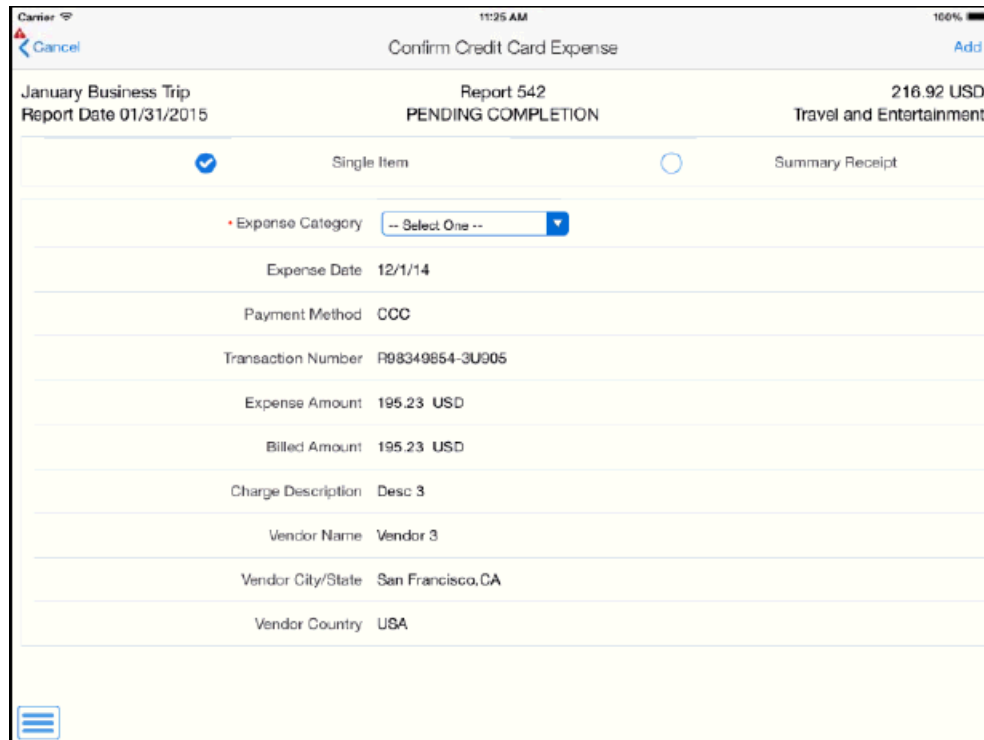 Carrier 11:25 AM 100%
Cancel Confirm Credit Card Expense Add
January Business Trip Report 542 216.92 USD
Report Date 01/31/2015 PENDING COMPLETION Travel and Entertainment
Single Item Summary Receipt
* Expense Category -- Select One --
Expense Date 12/1/14
Payment Method CCC
Transaction Number R98349854-3U905
Expense Amount 195.23 USD
Billed Amount 195.23 USD
Charge Description Desc 3
Vendor Name Vendor 3
Vendor City/State San Francisco,CA
Vendor Country USA